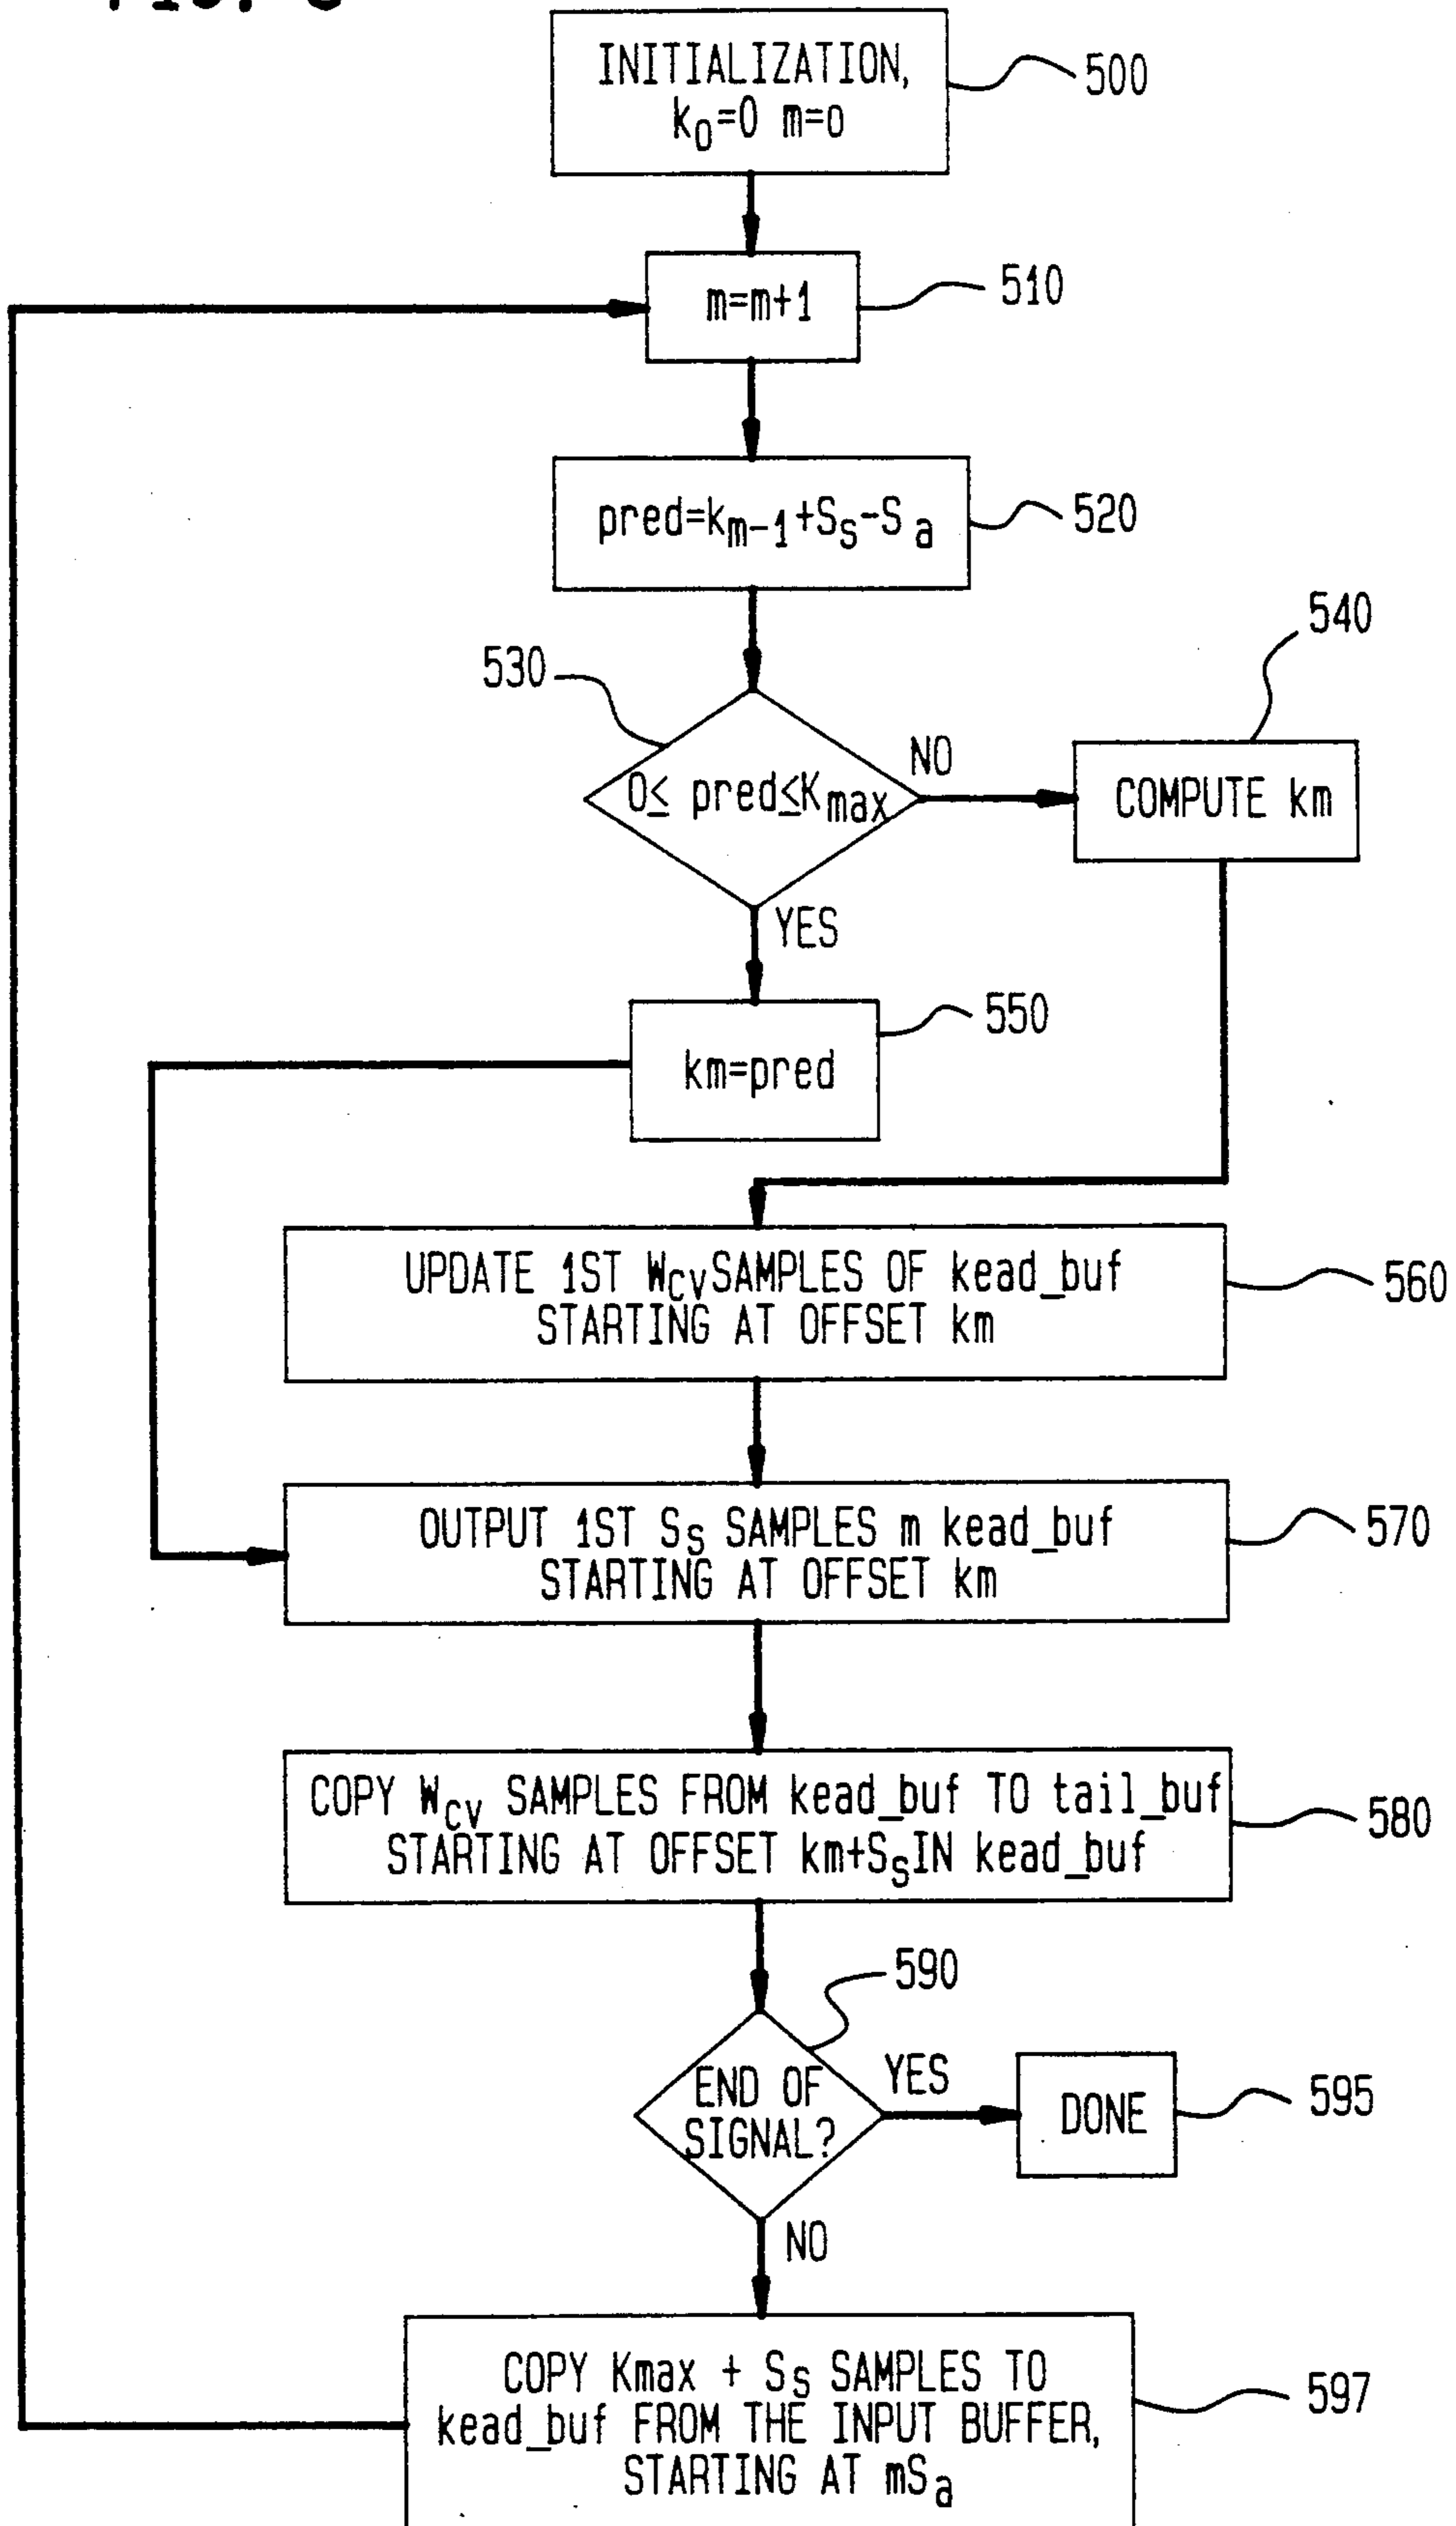 INITIALIZATION,
k0=0 m=0
500
m=m+1
510
pred=km-1+Ss-Sa
520
530
0≤ pred≤Kmax
NO
540
COMPUTE km
YES
550
km=pred
UPDATE 1ST Wcv SAMPLES OF kead_buf
STARTING AT OFFSET km
560
OUTPUT 1ST Ss SAMPLES m kead_buf
STARTING AT OFFSET km
570
COPY Wcv SAMPLES FROM kead_buf TO tail_buf
STARTING AT OFFSET km+Ss IN kead_buf
580
590
END OF
SIGNAL?
YES
DONE
595
NO
COPY Kmax + Ss SAMPLES TO
kead_buf FROM THE INPUT BUFFER,
STARTING AT mSa
597